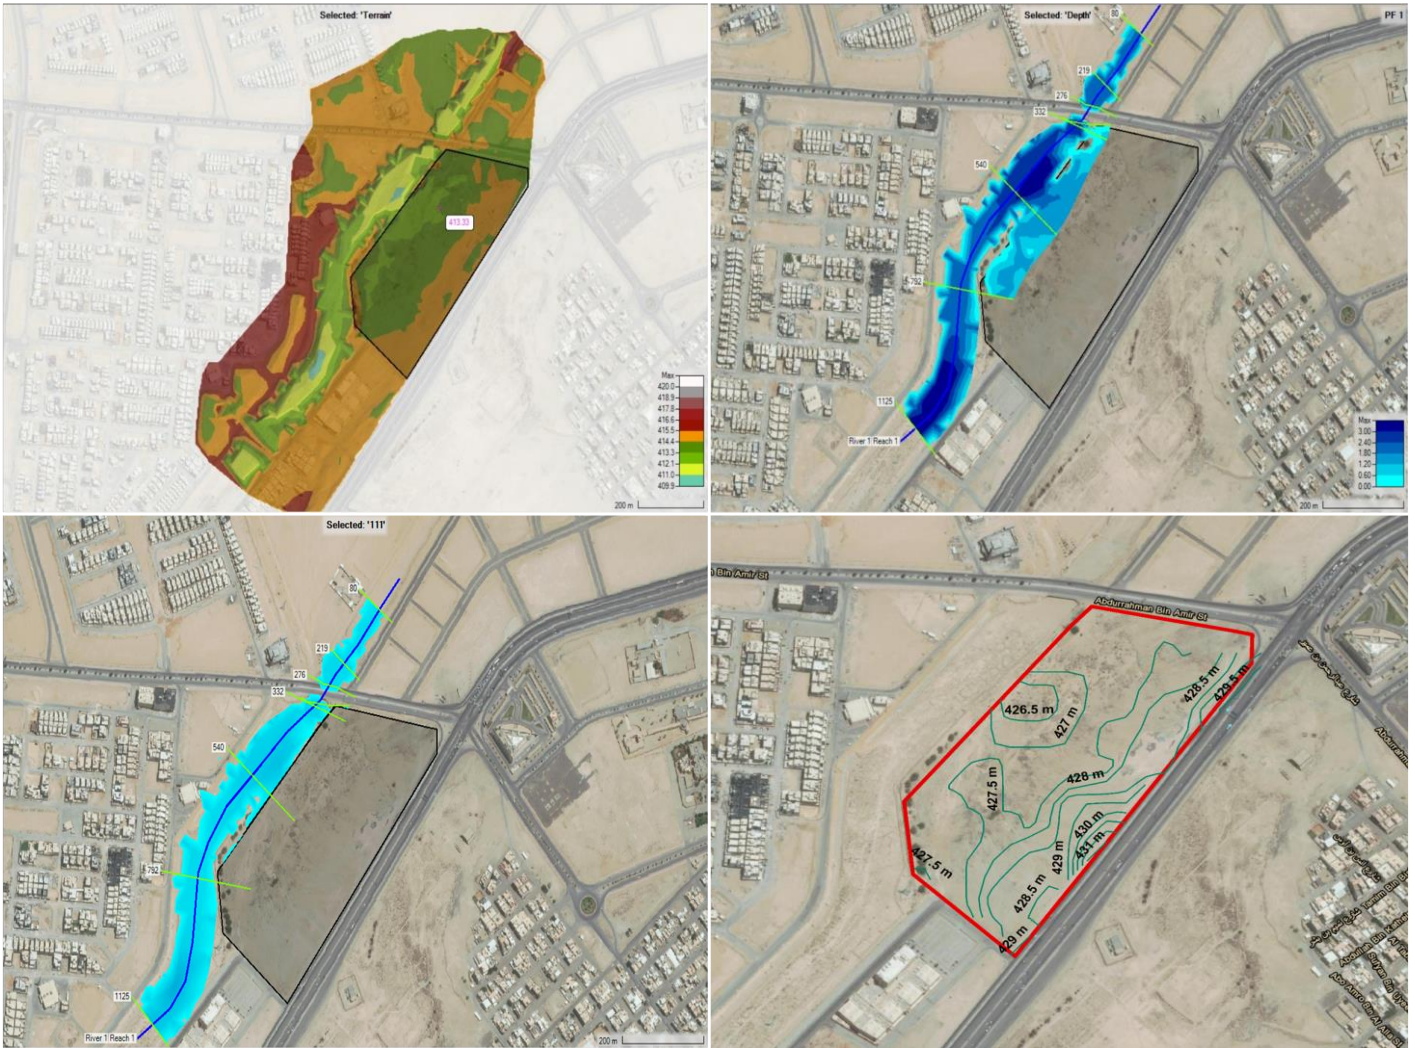 Selected: 'Terrain'
413.33
Max
420.0
418.9
417.8
416.6
415.5
414.4
413.3
412.1
411.0
409.9
200 m
Selected: 'Depth'
PF 1
80
219
276
332
540
792
1125
River 1 Reach 1
Max
3.00
2.40
1.80
1.20
0.60
0.00
200 m
Selected: '111'
80
219
276
332
540
792
1125
River 1 Reach 1
200 m
Bin Amir St
Abdurrahman Bin Amir St
428.5 m
429.5 m
426.5 m
427 m
428 m
427.5 m
430 m
431 m
429 m
427.5 m
428.5 m
429 m